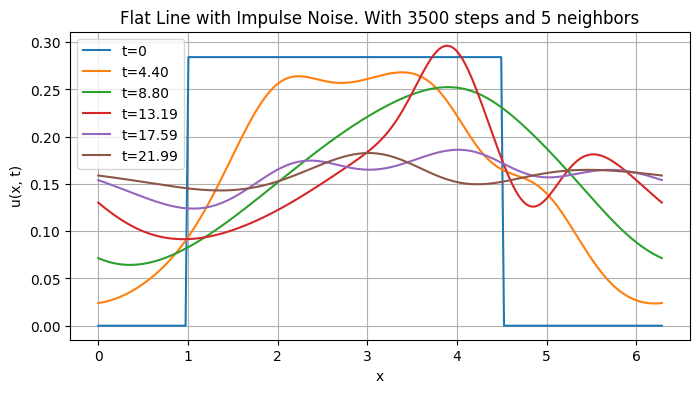 Flat Line with Impulse Noise. With 3500 steps and 5 neighbors
t=0
t=4.40
t=8.80
t=13.19
t=17.59
t=21.99
0.30
0.25
0.20
0.15
0.10
0.05
0.00
u(x, t)
0 1 2 3 4 5 6
x